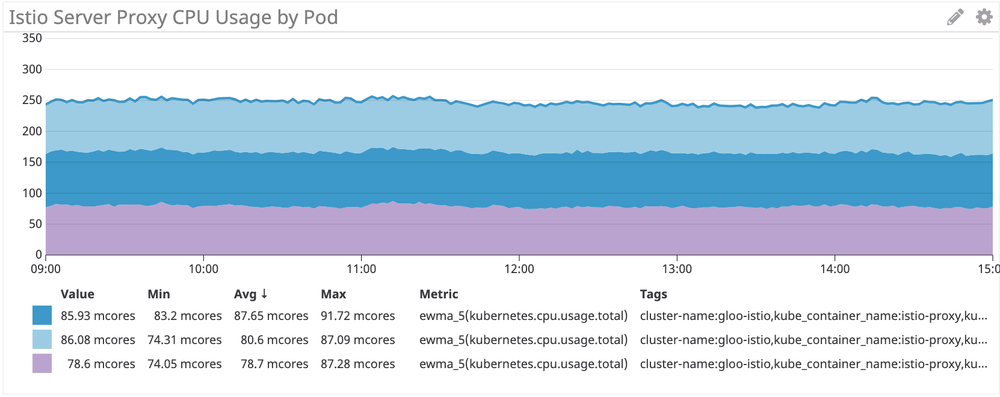 Istio Server Proxy CPU Usage by Pod
350
300
250
200
150
100
50
0
09:00 10:00 11:00 12:00 13:00 14:00 15:0
Value Min Avg ↓ Max Metric Tags
85.93 mcores 83.2 mcores 87.65 mcores 91.72 mcores ewma_5(kubernetes.cpu.usage.total) cluster-name:gloo-istio,kube_container_name:istio-proxy,ku...
86.08 mcores 74.31 mcores 80.6 mcores 87.09 mcores ewma_5(kubernetes.cpu.usage.total) cluster-name:gloo-istio,kube_container_name:istio-proxy,ku...
78.6 mcores 74.05 mcores 78.7 mcores 87.28 mcores ewma_5(kubernetes.cpu.usage.total) cluster-name:gloo-istio,kube_container_name:istio-proxy,ku...